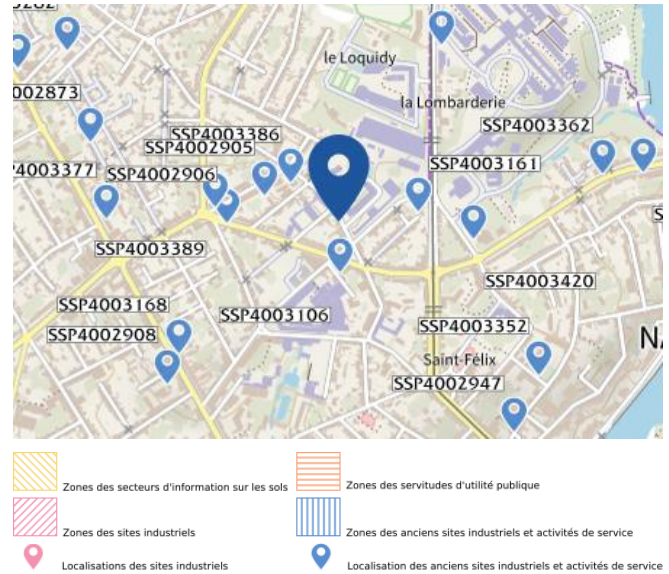 le Loquidy
002873
la Lombarderie
SSP4003386
SSP4003362
SSP4002905
P4003377
SSP4002906
SSP4003161
SSP4003389
SSP4003420
SSP4003168
SSP4003106
SSP4002908
SSP4003352
Saint-Félix
SSP4002947
Zones des secteurs d'information sur les sols
Zones des servitudes d'utilité publique
Zones des sites industriels
Zones des anciens sites industriels et activités de service
Localisations des sites industriels
Localisation des anciens sites industriels et activités de service